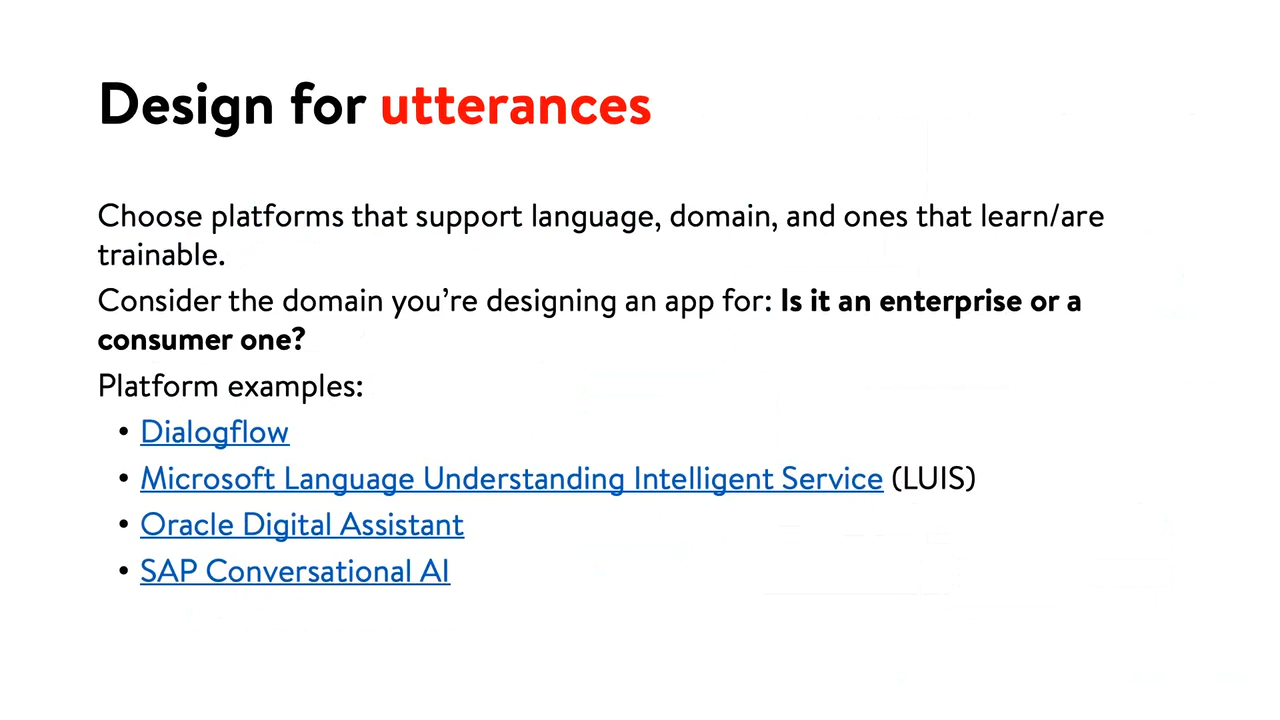 Design for utterances
Choose platforms that support language, domain, and ones that learn/are
trainable.
Consider the domain you’re designing an app for: Is it an enterprise or a
consumer one?
Platform examples:
• Dialogflow
• Microsoft Language Understanding Intelligent Service (LUIS)
• Oracle Digital Assistant
• SAP Conversational AI